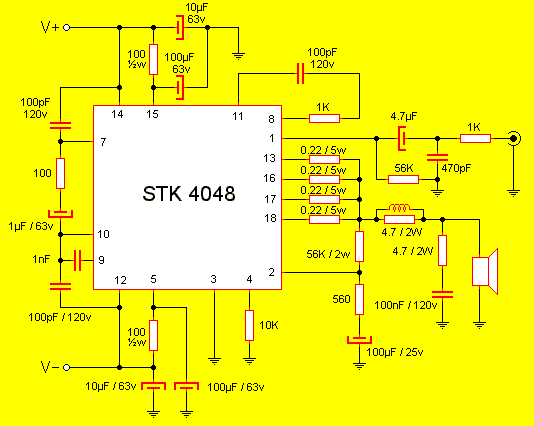 10µF
63v
V+
100
½w
100µF
63v
100pF
120v
100pF
120v
14
15
11
8
1K
7
1
4.7µF
1K
13
0.22 / 5w
16
0.22 / 5w
17
0.22 / 5w
18
0.22 / 5w
56K
470pF
100
STK 4048
1µF / 63v
10
4.7 / 2W
4.7 / 2W
56K / 2w
1nF
9
2
12
5
3
4
100pF / 120v
100
½w
10K
560
100nF / 120v
100µF / 25v
V-
10µF / 63v
100µF / 63v